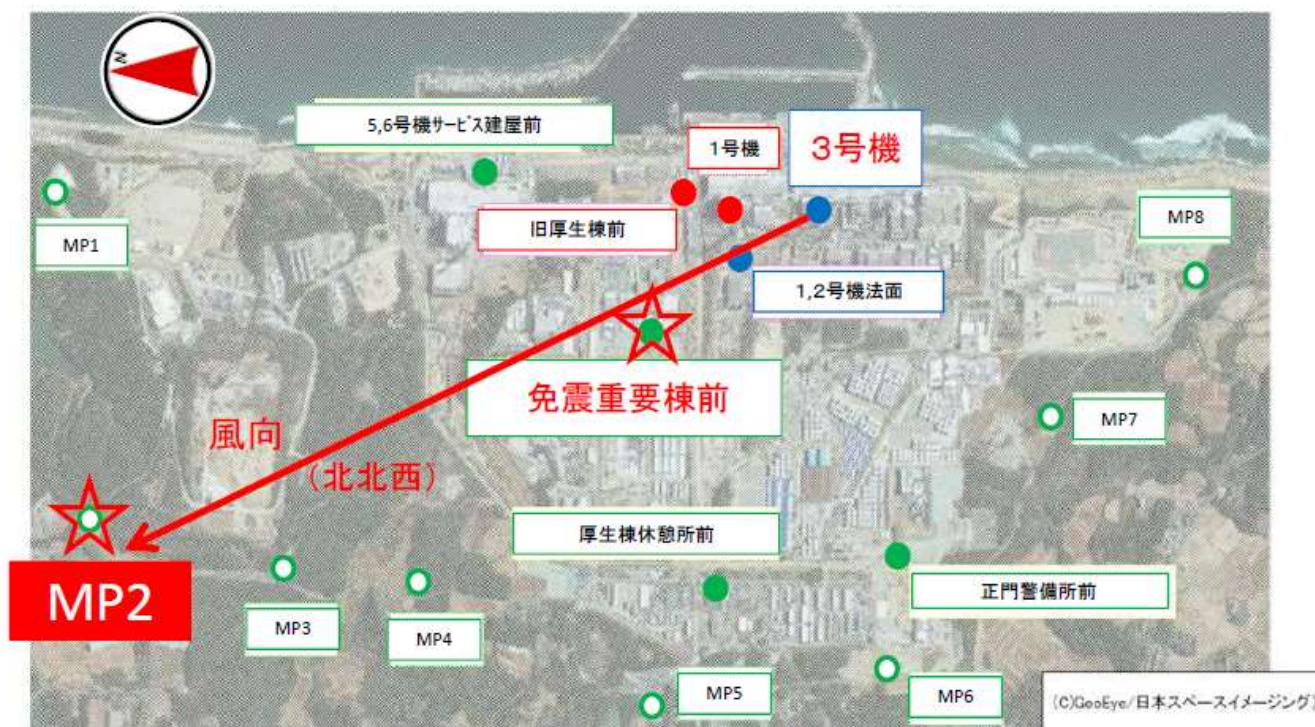 N
5,6号機サービス建屋前
1号機
3号機
MP8
旧厚生棟前
MP1
1,2号機法面
免震重要棟前
風向
(北北西)
MP7
厚生棟休憩所前
正門警備所前
MP2
MP3
MP4
MP5
MP6
(C)GeoEye/日本スペースイメージング